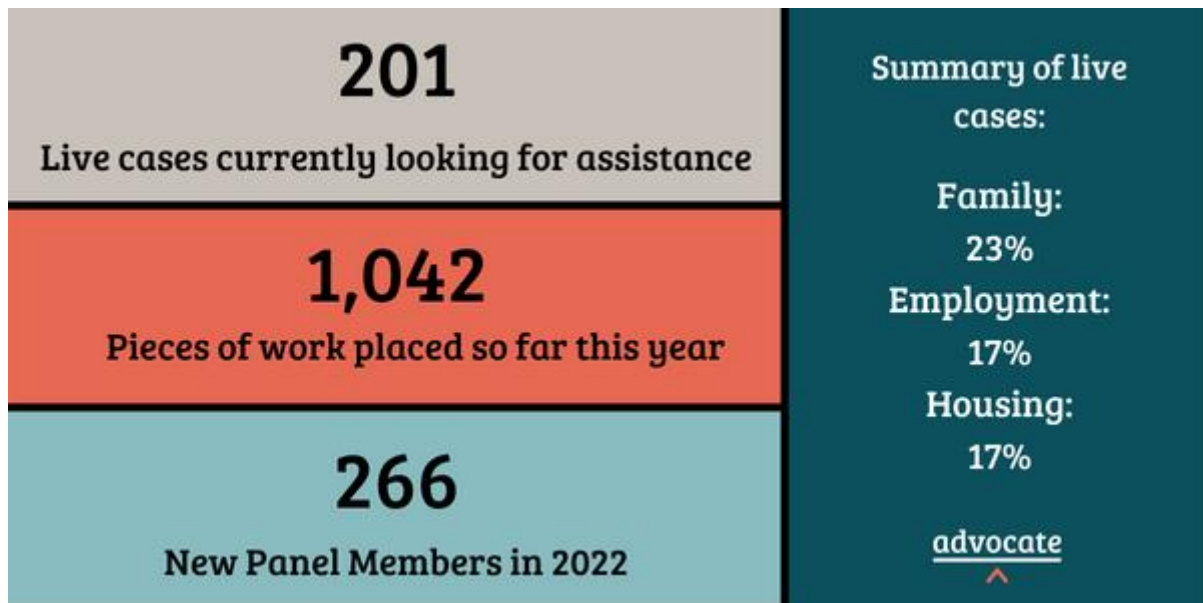 201
Live cases currently looking for assistance
1,042
Pieces of work placed so far this year
266
New Panel Members in 2022
Summary of live
cases:
Family:
23%
Employment:
17%
Housing:
17%
advocate